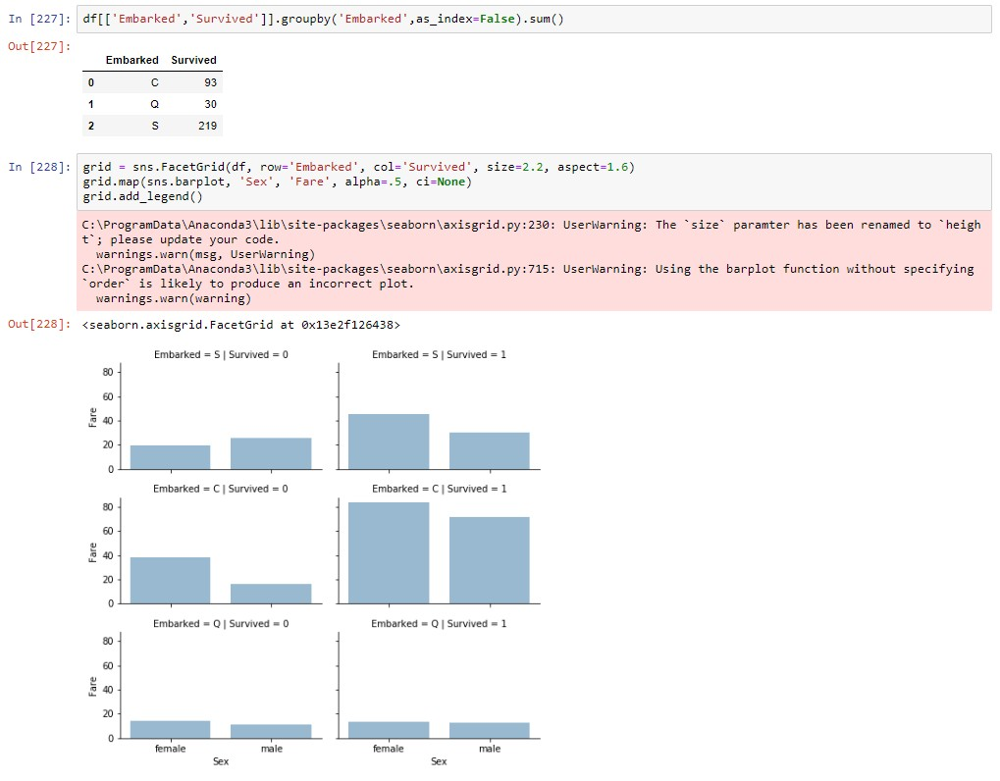 In [227]: df[['Embarked','Survived']].groupby('Embarked',as_index=False).sum()
Out[227]:
Embarked Survived
0 C 93
1 Q 30
2 S 219
In [228]: grid = sns.FacetGrid(df, row='Embarked', col='Survived', size=2.2, aspect=1.6)
grid.map(sns.barplot, 'Sex', 'Fare', alpha=.5, ci=None)
grid.add_legend()
C:\ProgramData\Anaconda3\lib\site-packages\seaborn\axisgrid.py:230: UserWarning: The `size` paramter has been renamed to `heigh
t`; please update your code.
warnings.warn(msg, UserWarning)
C:\ProgramData\Anaconda3\lib\site-packages\seaborn\axisgrid.py:715: UserWarning: Using the barplot function without specifying
`order` is likely to produce an incorrect plot.
warnings.warn(warning)
Out[228]: <seaborn.axisgrid.FacetGrid at 0x13e2f126438>
Embarked = S | Survived = 0 Embarked = S | Survived = 1
80
60
40
20
0
Fare
Embarked = C | Survived = 0 Embarked = C | Survived = 1
80
60
40
20
0
Fare
Embarked = Q | Survived = 0 Embarked = Q | Survived = 1
80
60
40
20
0
Fare
female male female male
Sex Sex